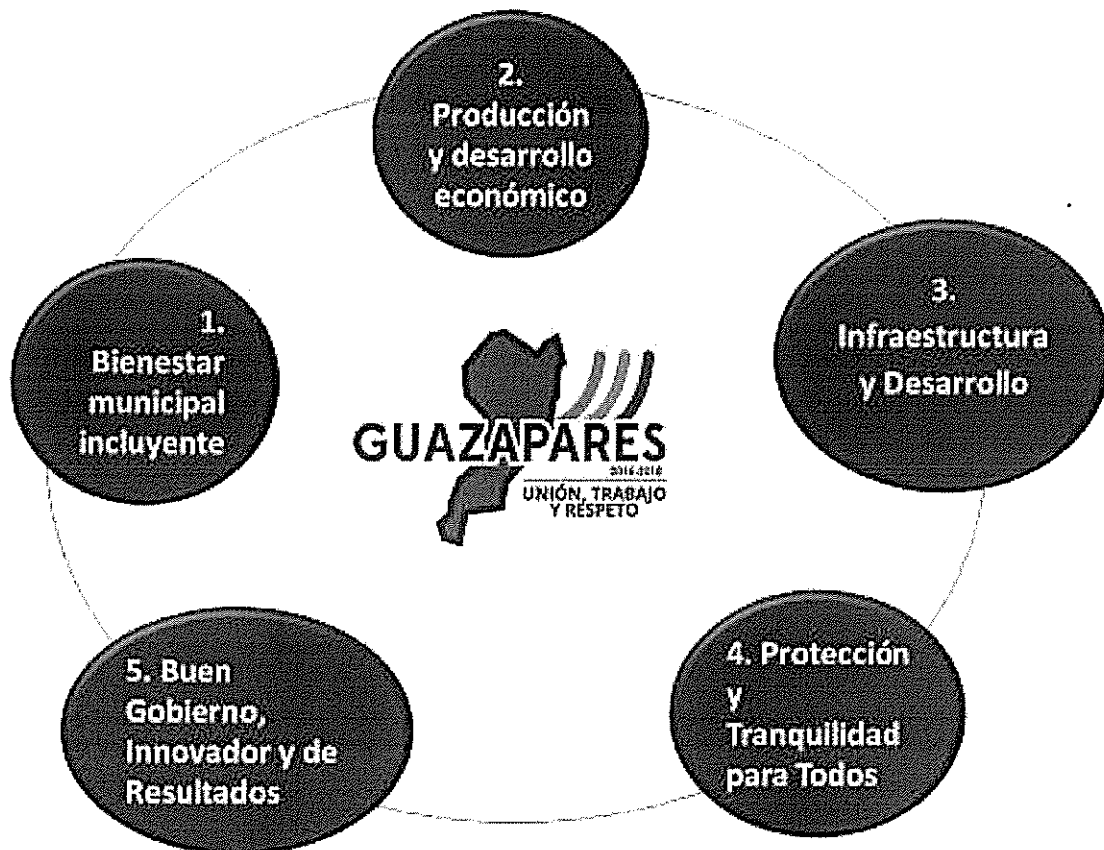 1.
Bienestar
municipal
incluyente
2.
Producción
y desarrollo
económico
3.
Infraestructura
y Desarrollo
4. Protección
y
Tranquilidad
para Todos
5. Buen
Gobierno,
Innovador y de
Resultados
GUAZAPARES
UNIÓN, TRABAJO
Y RESPETO